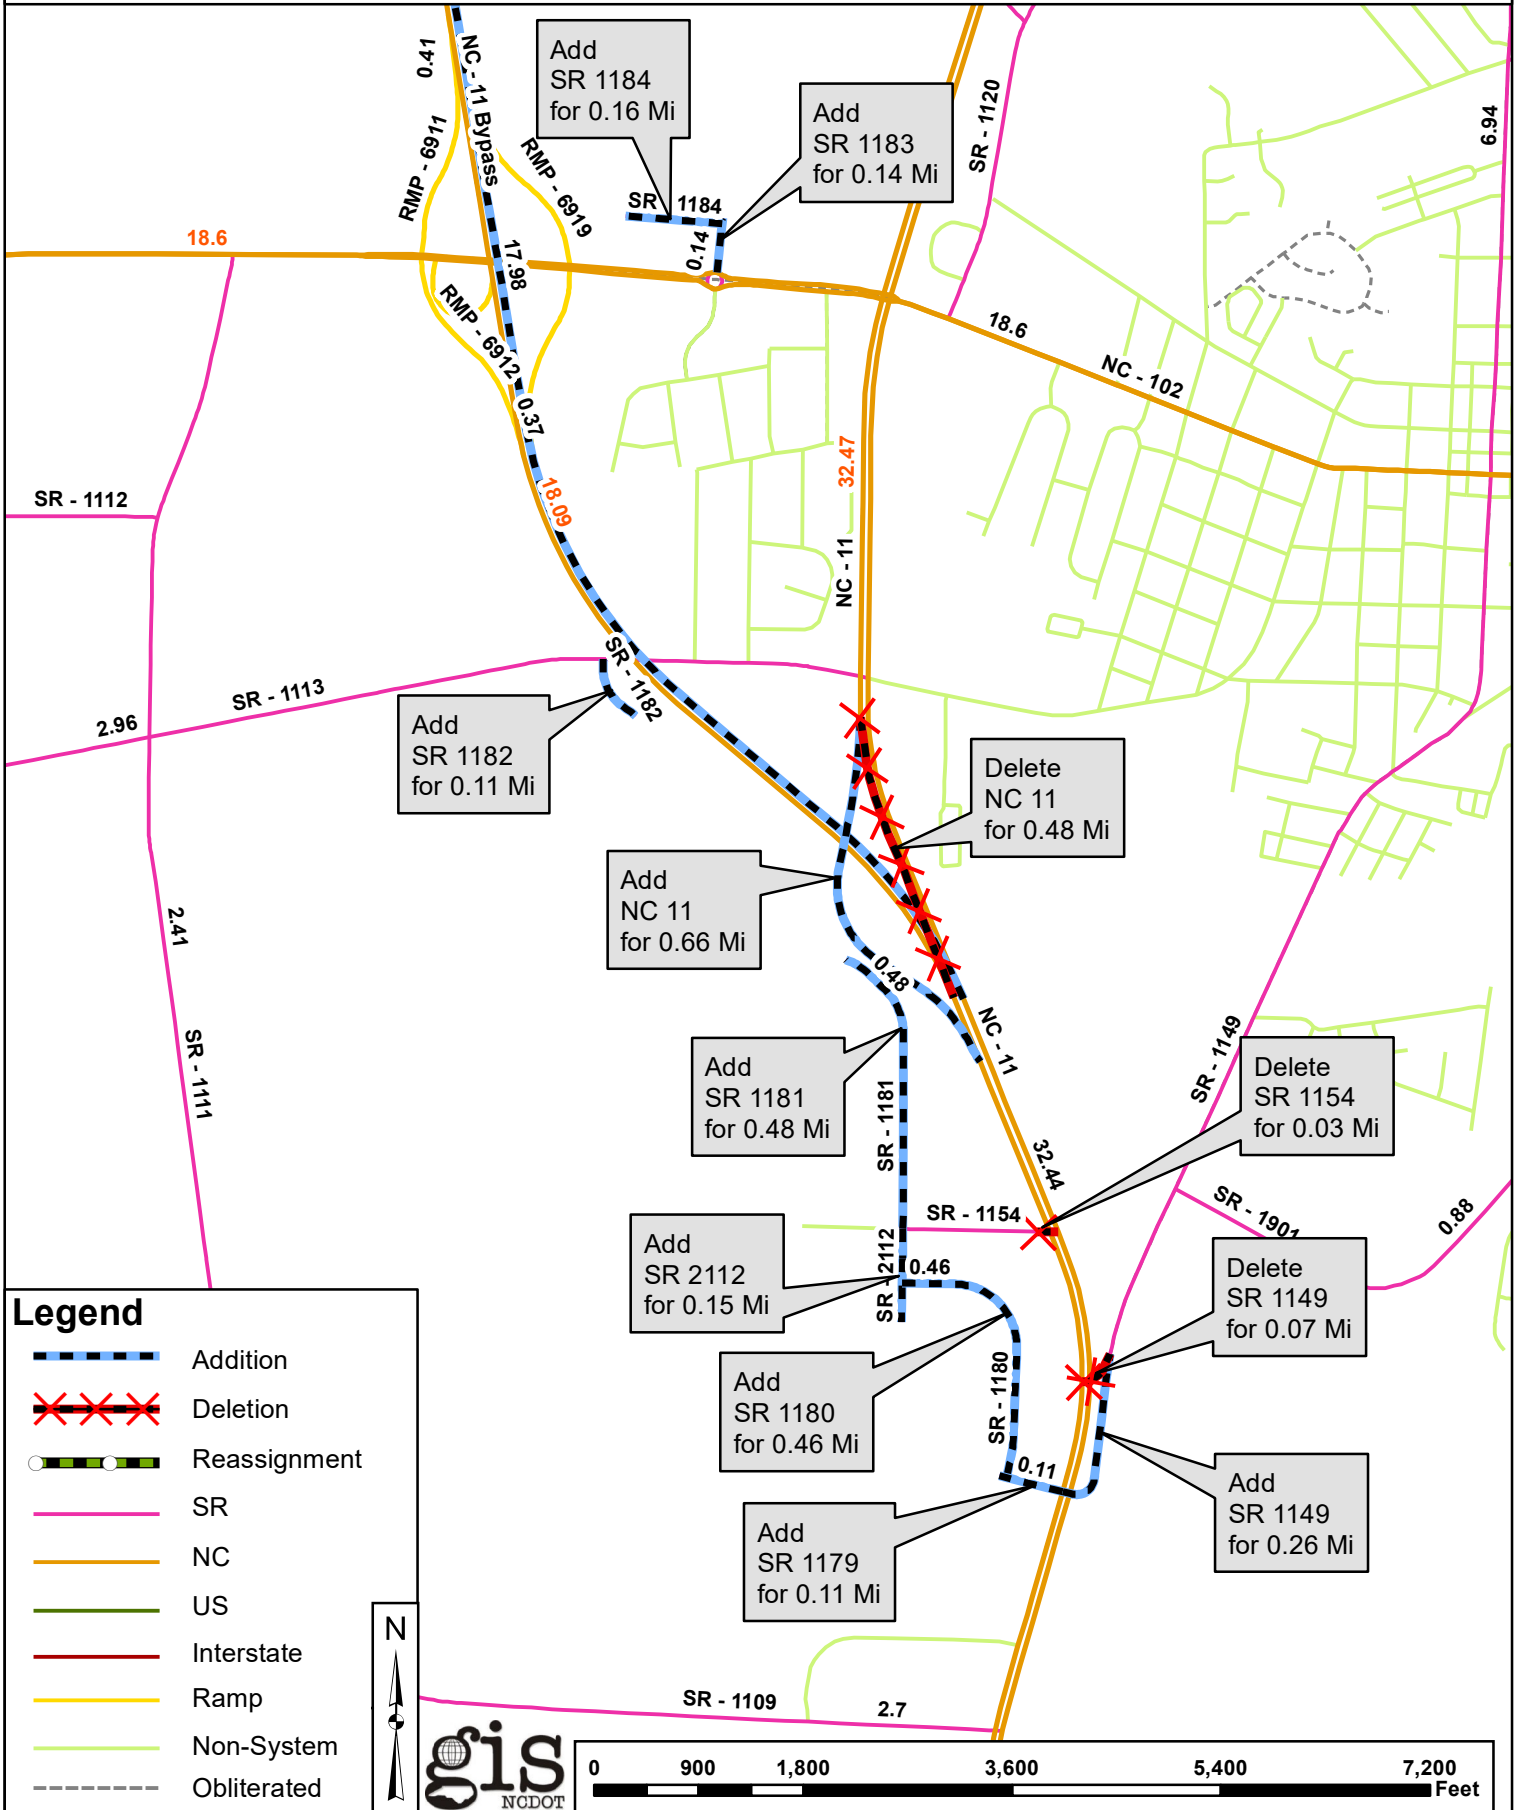 0.41
NC - 11 Bypass
Add
SR 1184
for 0.16 Mi
Add
SR 1183
for 0.14 Mi
SR - 1120
6.94
RMP - 6911
RMP - 6919
SR 1184
0.14
18.6
17.98
RMP - 6912
18.6
NC - 102
0.37
32.47
18.09
SR - 1112
NC - 11
SR - 1182
SR - 1113
2.96
Add
SR 1182
for 0.11 Mi
Delete
NC 11
for 0.48 Mi
Add
NC 11
for 0.66 Mi
2.41
0.48
NC - 11
SR - 1111
SR - 1149
Add
SR 1181
for 0.48 Mi
SR - 1181
Delete
SR 1154
for 0.03 Mi
32.44
SR - 1154
SR - 1901
0.88
Add
SR 2112
for 0.15 Mi
SR - 2112
0.46
Delete
SR 1149
for 0.07 Mi
Add
SR 1180
for 0.46 Mi
SR - 1180
0.11
Add
SR 1149
for 0.26 Mi
Add
SR 1179
for 0.11 Mi
Legend
Addition
Deletion
Reassignment
SR
NC
US
Interstate
Ramp
Non-System
Obliterated
N
SR - 1109
2.7
gis
NCDOT
0 900 1,800 3,600 5,400 7,200
Feet